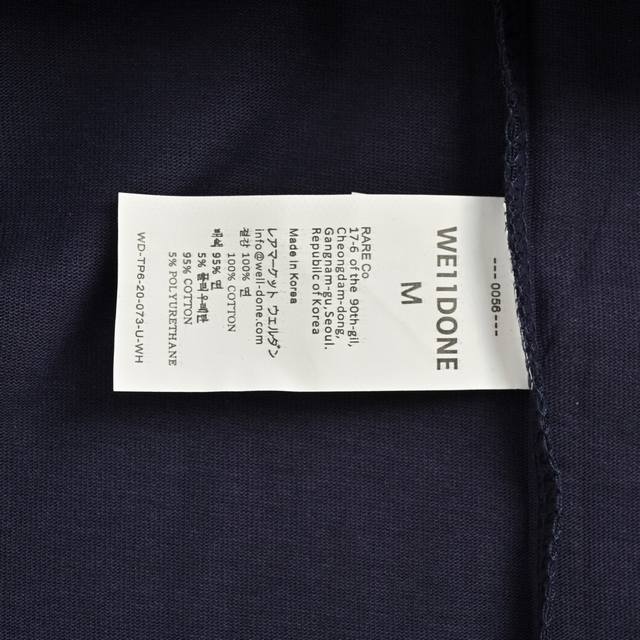 --- 0056---
WE11DONE
M
RARE Co.
17-6 of the 90th-gil,
Cheongdam-dong,
Gangnam-gu, Seoul.
Republic of Korea
Made In Korea
レアマーケット ウェルダン
info@well-done.com
겉감 100% 면
100% COTTON
배색 95% 면
5% 폴리우레탄
95% COTTON
5% POLYURETHANE
WD-TP6-20-073-U-WH